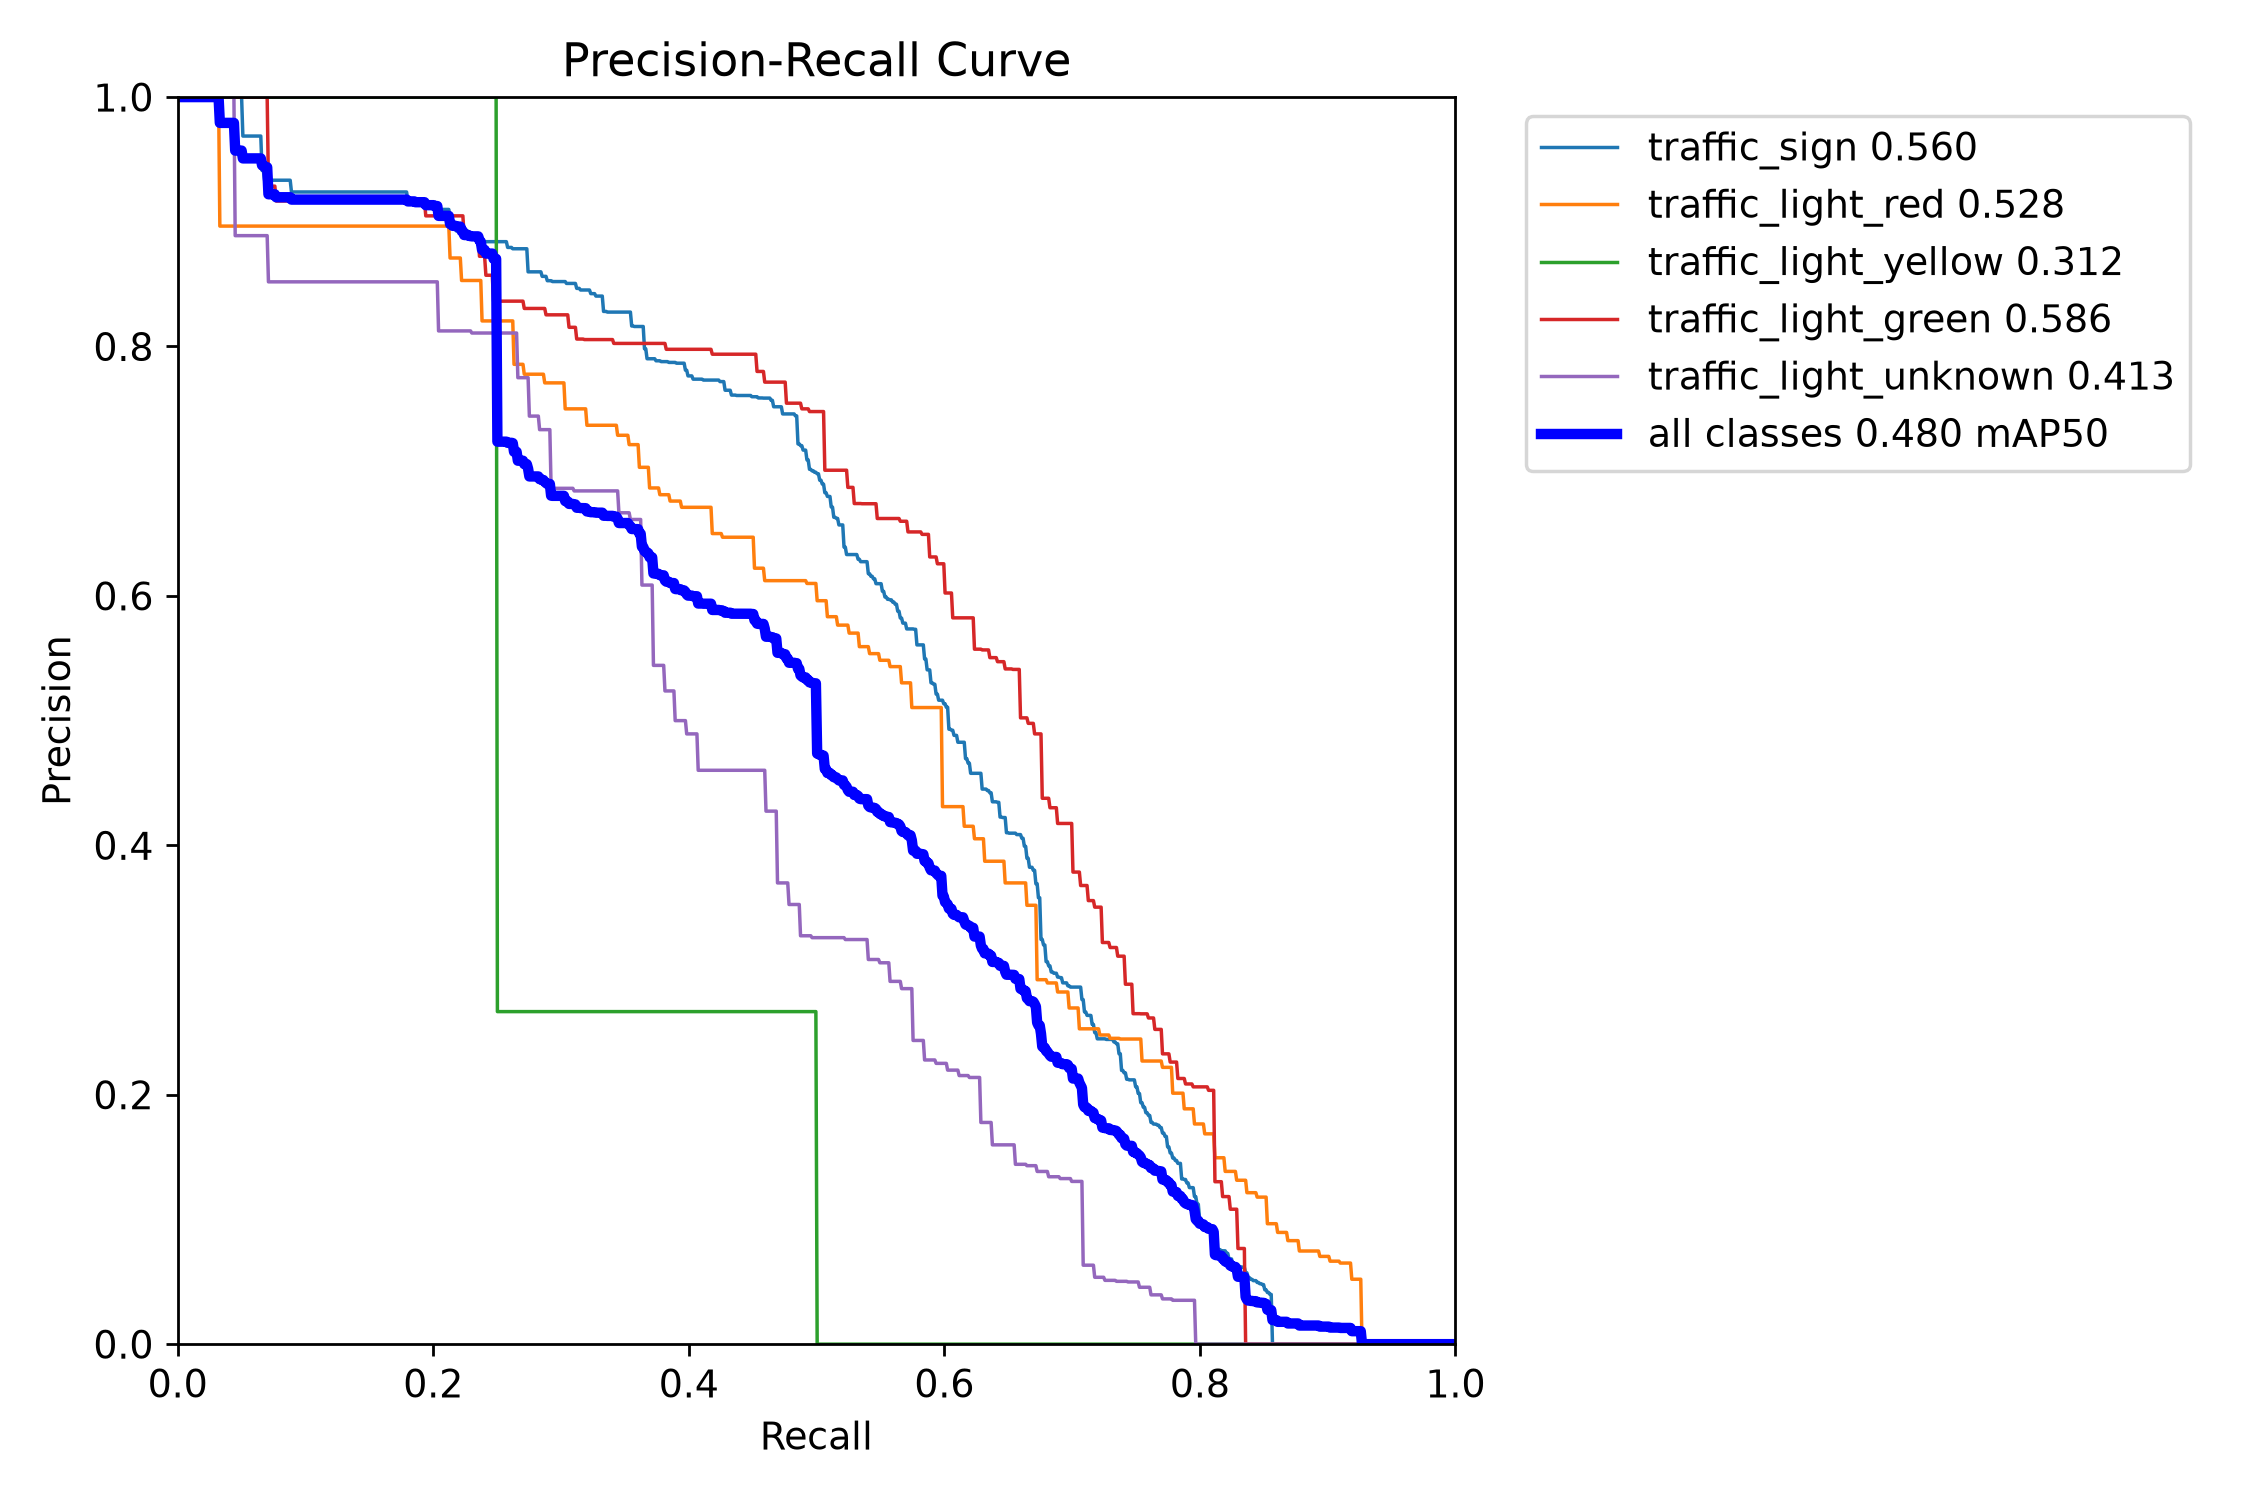 Precision-Recall Curve
1.0
0.8
0.6
0.4
0.2
0.0
Precision
0.0 0.2 0.4 0.6 0.8 1.0
Recall
traffic_sign 0.560
traffic_light_red 0.528
traffic_light_yellow 0.312
traffic_light_green 0.586
traffic_light_unknown 0.413
all classes 0.480 mAP50